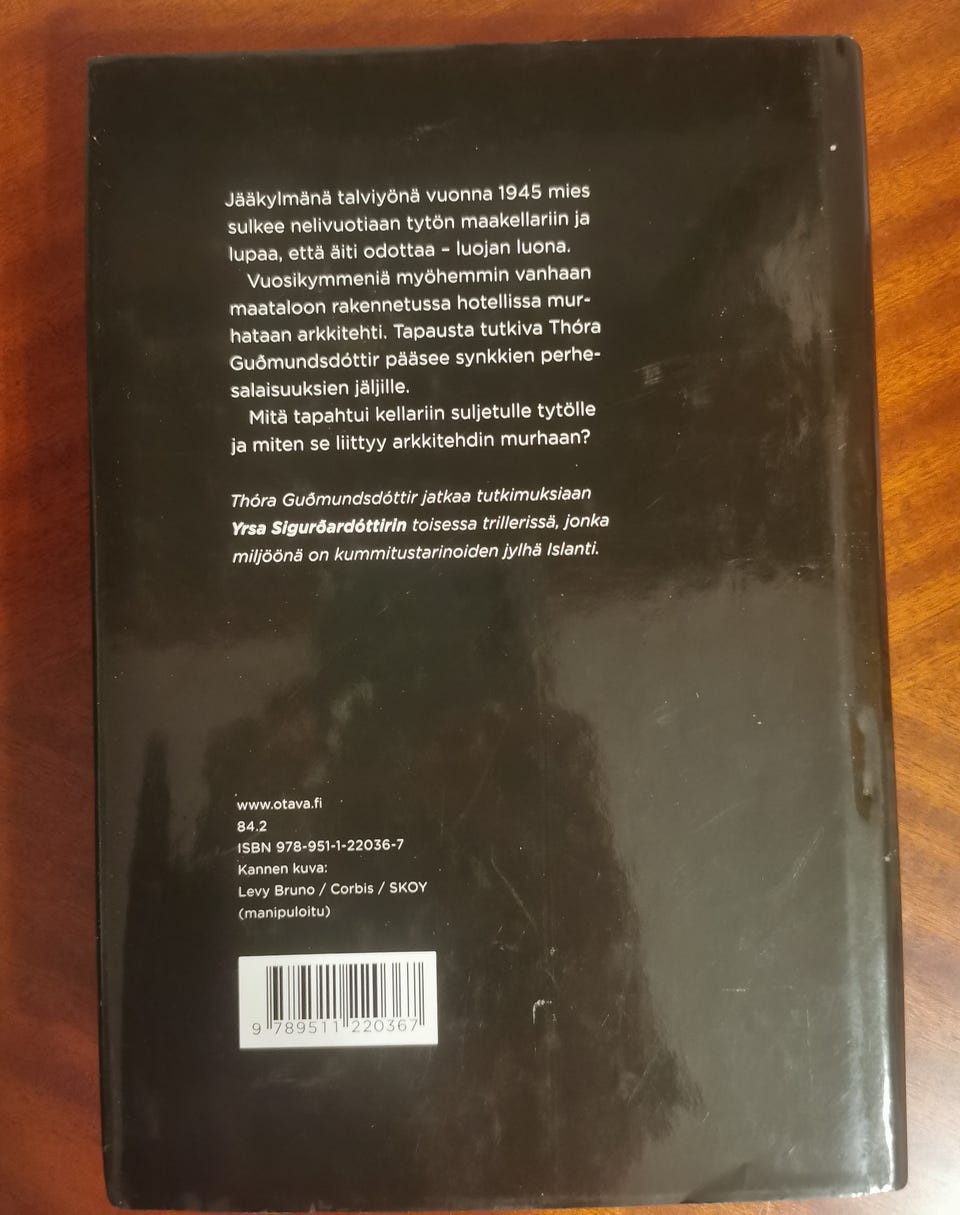 Jääkylmänä talviyönä vuonna 1945 mies
sulkee nelivuotiaan tytön maakellariin ja
lupaa, että äiti odottaa – luojan luona.
Vuosikymmeniä myöhemmin vanhaan
maataloon rakennetussa hotellissa mur-
hataan arkkitehti. Tapausta tutkiva Thóra
Guðmundsdóttir pääsee synkkien perhe-
salaisuuksien jäljille.
Mitä tapahtui kellariin suljetulle tytölle
ja miten se liittyy arkkitehdin murhaan?
Thóra Guðmundsdóttir jatkaa tutkimuksiaan
Yrsa Sigurðardóttirin toisessa trillerissä, jonka
miljöönä on kummitustarinoiden jylhä Islanti.
www.otava.fi
84.2
ISBN 978-951-1-22036-7
Kannen kuva:
Levy Bruno / Corbis / SKOY
(manipuloitu)
9 789511 220367